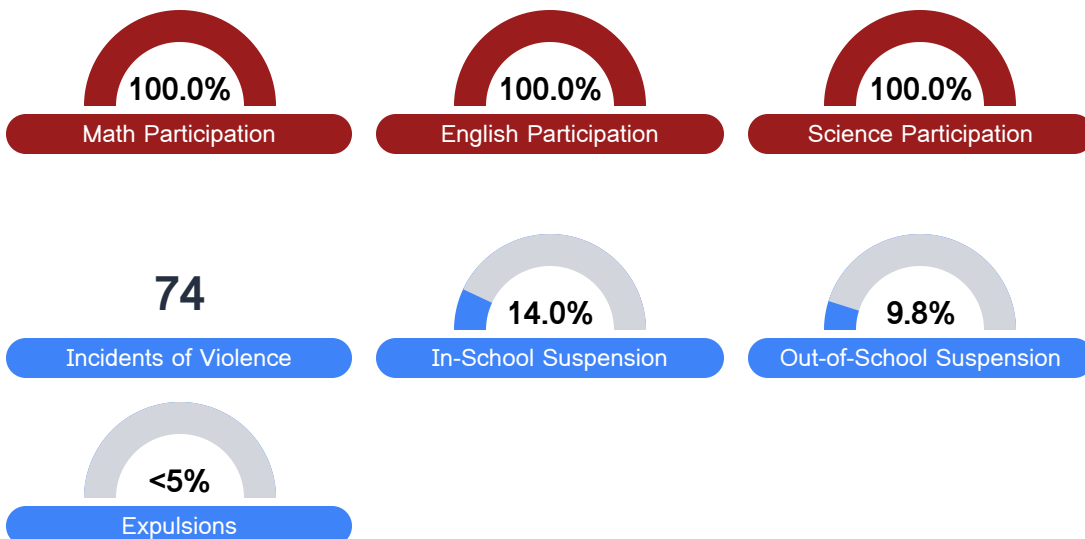 100.0%
Math Participation
100.0%
English Participation
100.0%
Science Participation
74
Incidents of Violence
14.0%
In-School Suspension
9.8%
Out-of-School Suspension
<5%
Expulsions